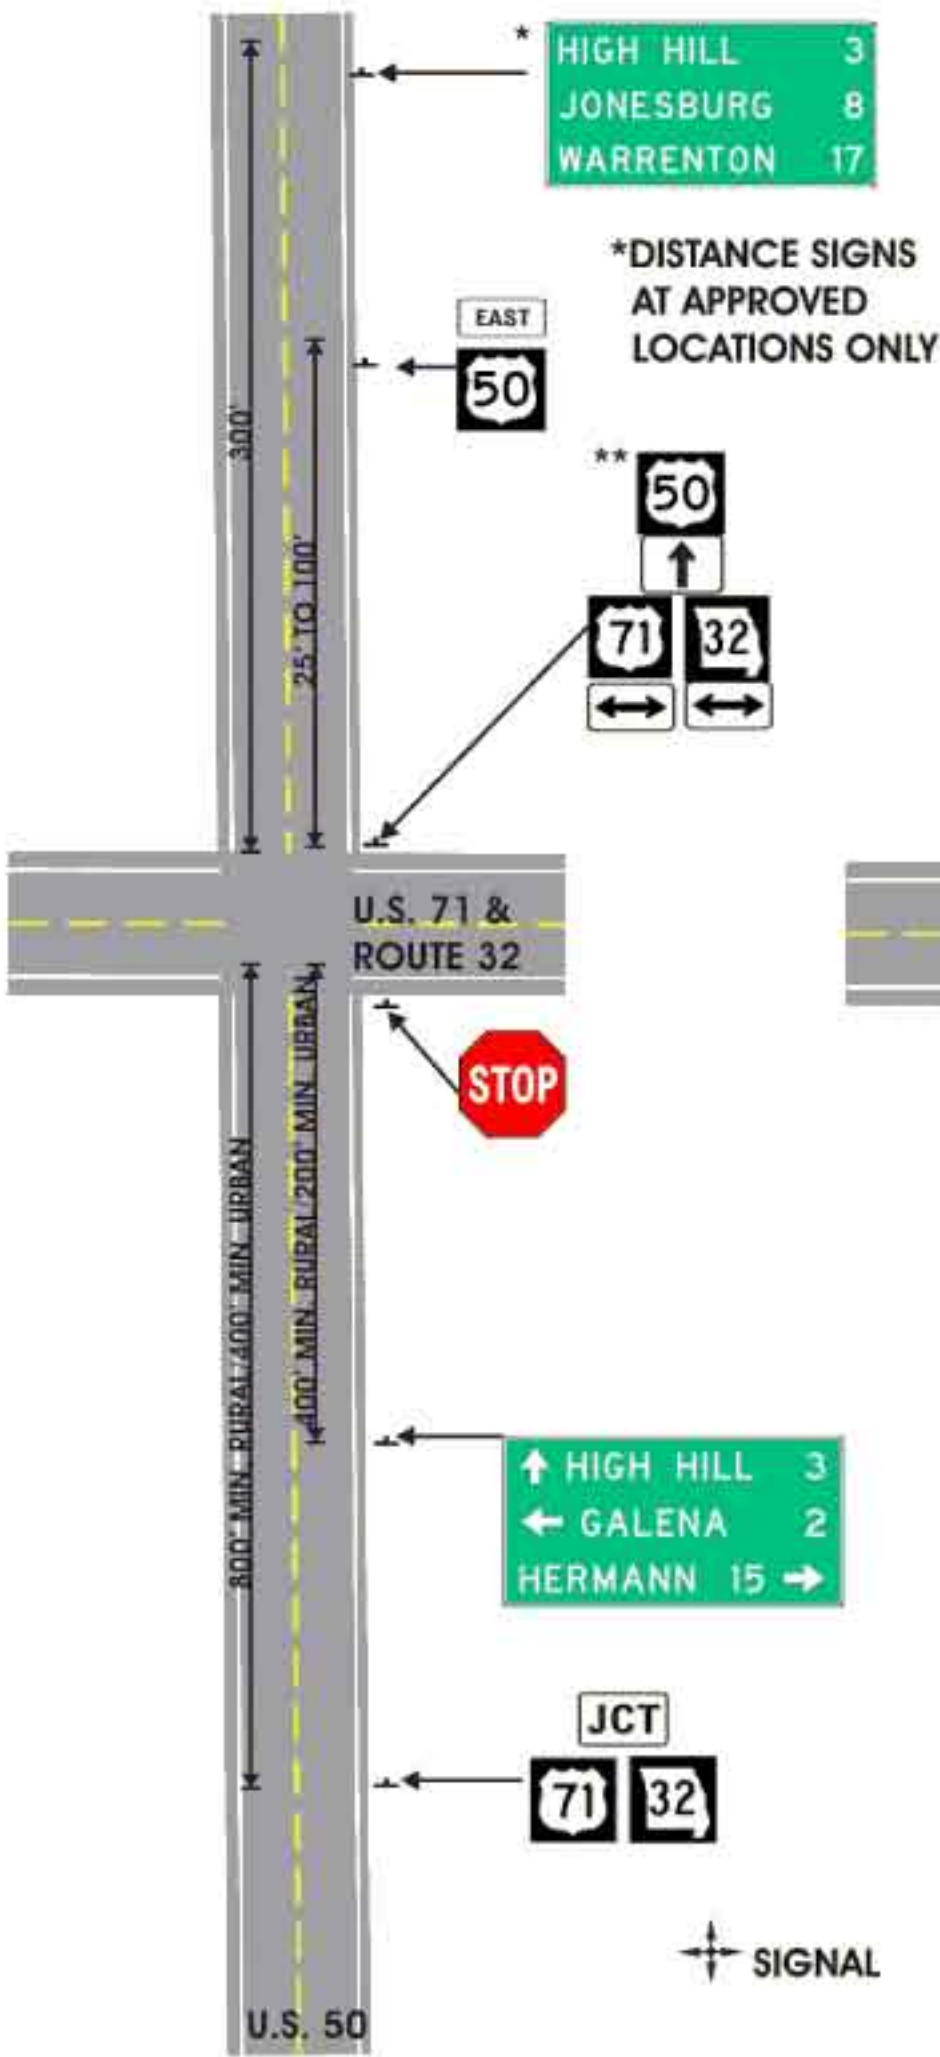 * HIGH HILL 3
JONESBURG 8
WARRENTON 17
*DISTANCE SIGNS
AT APPROVED
LOCATIONS ONLY
EAST
50
300'
25' TO 100'
** 50
71 32
U.S. 71 &
ROUTE 32
STOP
800' MIN. RURAL/400' MIN. URBAN
400' MIN. RURAL/200' MIN. URBAN
HIGH HILL 3
GALENA 2
HERMANN 15
JCT
71 32
SIGNAL
U.S. 50